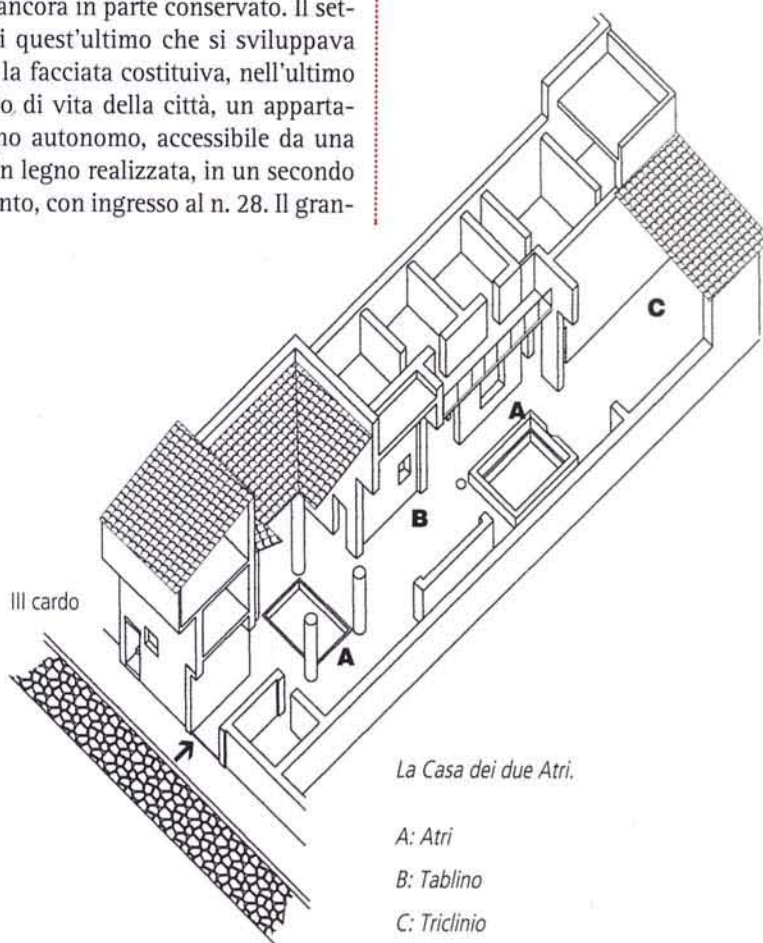 ancora in parte conservato. Il set-
i quest'ultimo che si sviluppava
la facciata costituiva, nell'ultimo
o di vita della città, un apparta-
no autonomo, accessibile da una
n legno realizzata, in un secondo
nto, con ingresso al n. 28. Il gran-
C
A
B
III cardo
A
La Casa dei due Atri.
A: Atri
B: Tablino
C: Triclinio